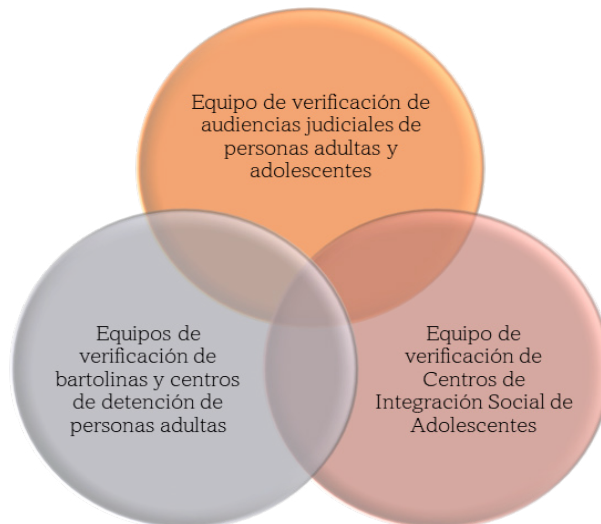 Equipo de verificación de
audiencias judiciales de
personas adultas y
adolescentes
Equipos de
verificación de
bartolinas y centros
de detención de
personas adultas
Equipo de
verificación de
Centros de
Integración Social de
Adolescentes